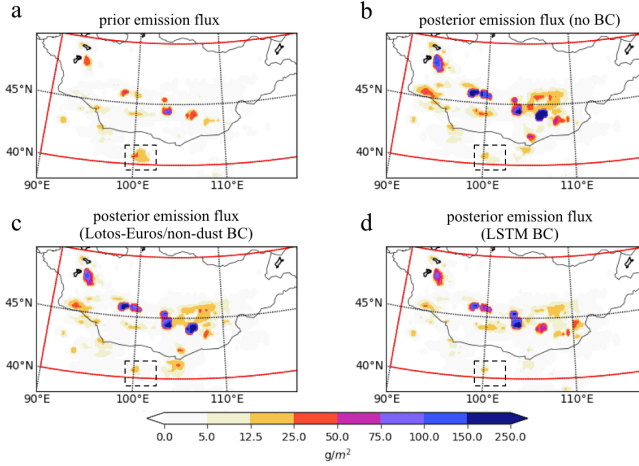 a
prior emission flux
45°N
40°N
90°E
100°E
110°E
b
posterior emission flux (no BC)
45°N
40°N
90°E
100°E
110°E
c
posterior emission flux
(Lotos-Euros/non-dust BC)
45°N
40°N
90°E
100°E
110°E
d
posterior emission flux
(LSTM BC)
45°N
40°N
90°E
100°E
110°E
0.0 5.0 12.5 25.0 50.0 75.0 100.0 150.0 250.0
g/m²